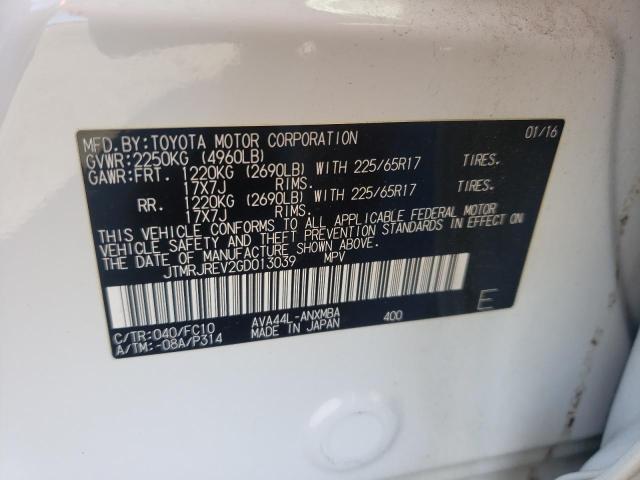 MFD.BY:TOYOTA MOTOR CORPORATION 01/16
GVWR:2250KG (4960LB)
GAWR:FRT. 1220KG (2690LB) WITH 225/65R17 TIRES.
17X7J RIMS.
RR. 1220KG (2690LB) WITH 225/65R17 TIRES.
17X7J RIMS.
THIS VEHICLE CONFORMS TO ALL APPLICABLE FEDERAL MOTOR
VEHICLE SAFETY AND THEFT PREVENTION STANDARDS IN EFFECT ON
THE DATE OF MANUFACTURE SHOWN ABOVE.
JTMRJREV2GD013039 MPV
E
C/TR:040/FC10 AVA44L-ANXMBA 400
A/TM:-08A/P314 MADE IN JAPAN